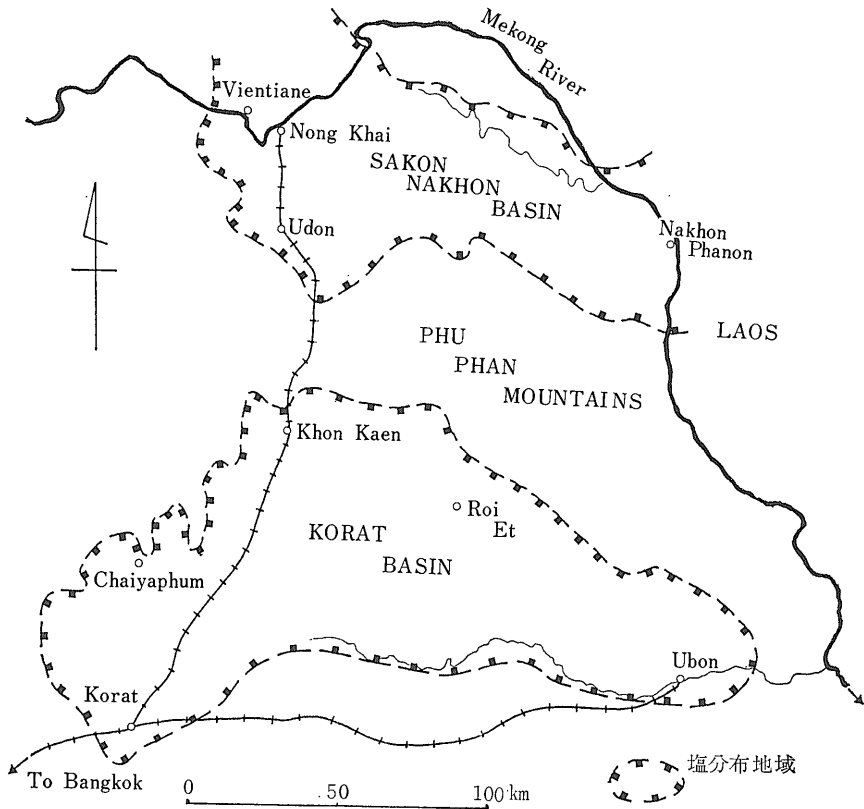 Mekong
River
Vientiane
Nong Khai
SAKON
NAKHON
BASIN
Udon
Nakhon
Phanon
LAOS
PHU
PHAN
MOUNTAINS
Khon Kaen
Roi
Et
KORAT
BASIN
Chaiyaphum
Ubon
Korat
To Bangkok
0 50 100 km
塩分布地域